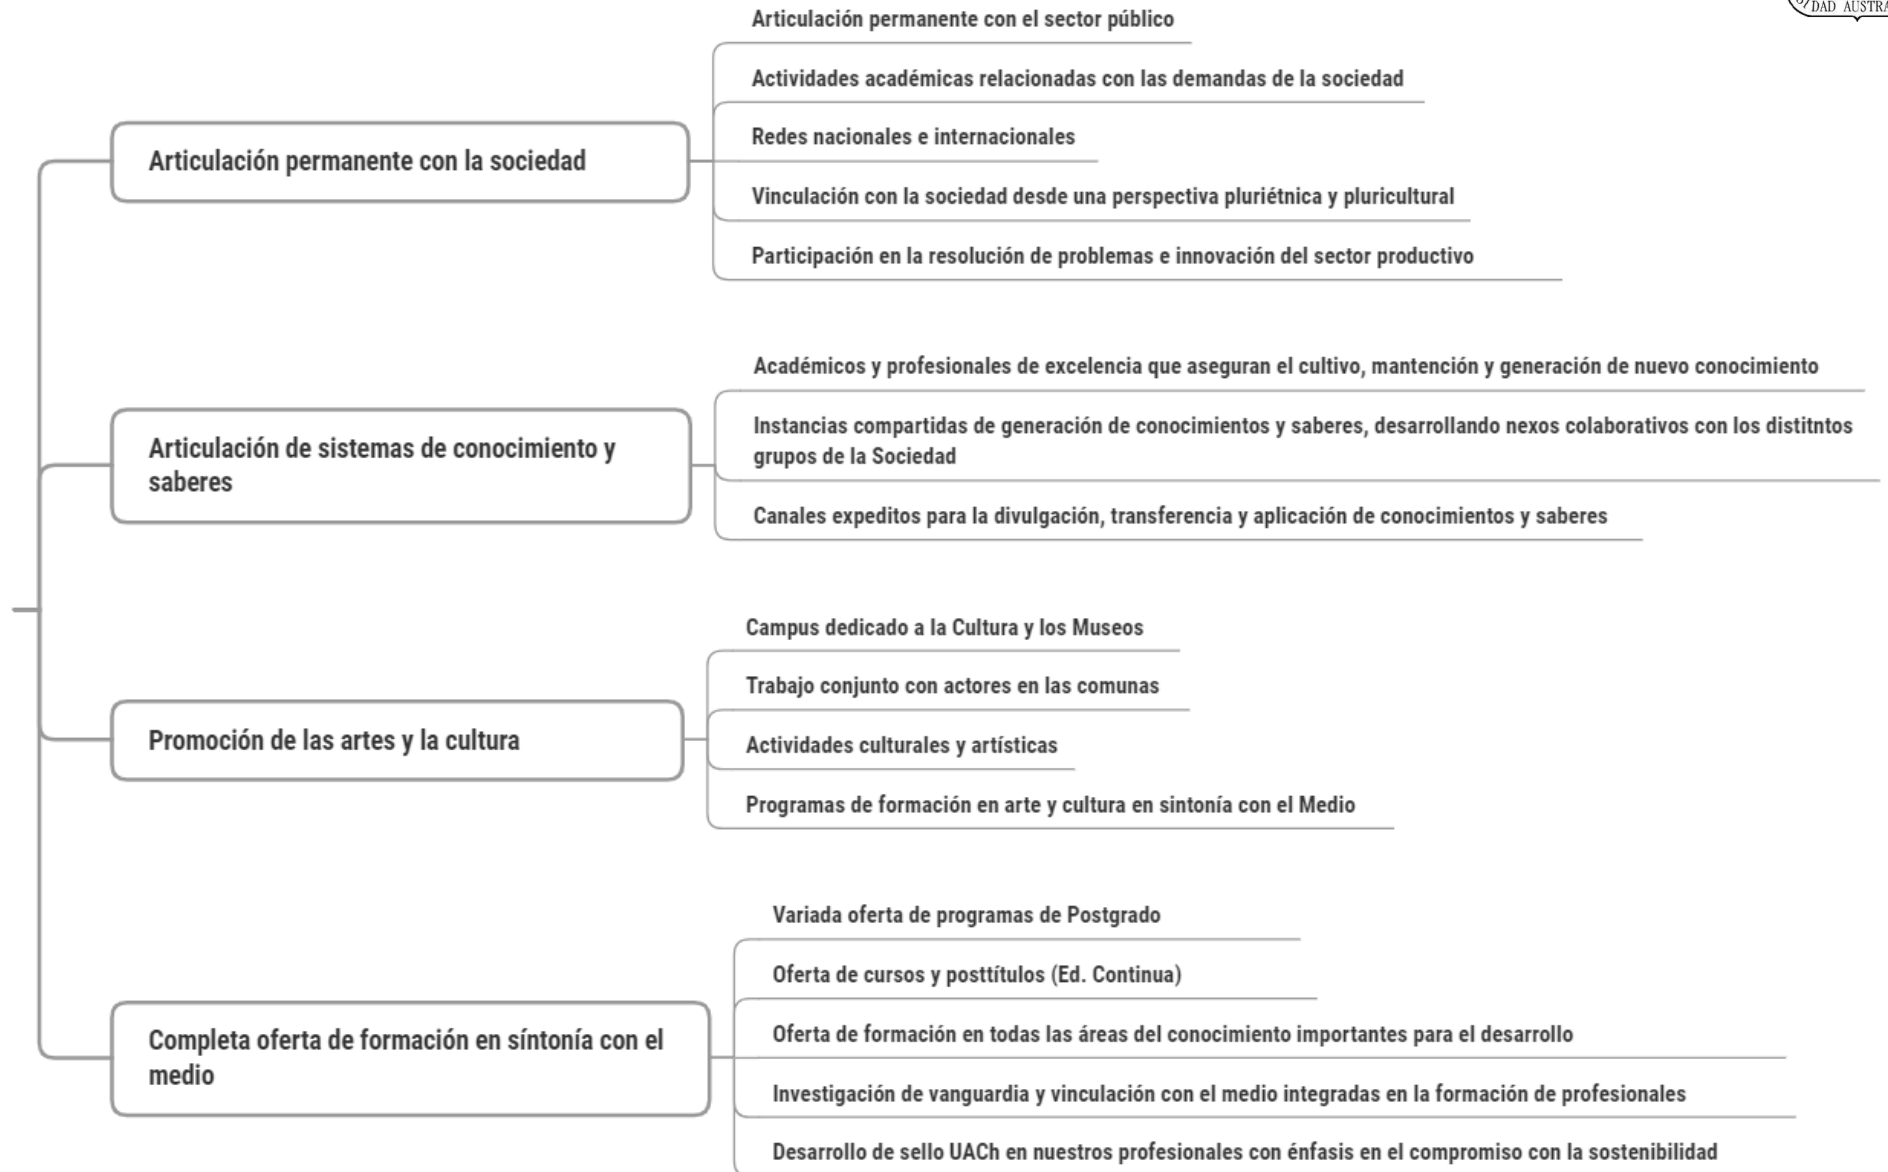 DAD AUSTRA
Articulación permanente con la sociedad
Articulación permanente con el sector público
Actividades académicas relacionadas con las demandas de la sociedad
Redes nacionales e internacionales
Vinculación con la sociedad desde una perspectiva pluriétnica y pluricultural
Participación en la resolución de problemas e innovación del sector productivo
Articulación de sistemas de conocimiento y
saberes
Académicos y profesionales de excelencia que aseguran el cultivo, mantención y generación de nuevo conocimiento
Instancias compartidas de generación de conocimientos y saberes, desarrollando nexos colaborativos con los distitntos
grupos de la Sociedad
Canales expeditos para la divulgación, transferencia y aplicación de conocimientos y saberes
Promoción de las artes y la cultura
Campus dedicado a la Cultura y los Museos
Trabajo conjunto con actores en las comunas
Actividades culturales y artísticas
Programas de formación en arte y cultura en sintonía con el Medio
Completa oferta de formación en síntonía con el
medio
Variada oferta de programas de Postgrado
Oferta de cursos y posttítulos (Ed. Continua)
Oferta de formación en todas las áreas del conocimiento importantes para el desarrollo
Investigación de vanguardia y vinculación con el medio integradas en la formación de profesionales
Desarrollo de sello UACh en nuestros profesionales con énfasis en el compromiso con la sostenibilidad